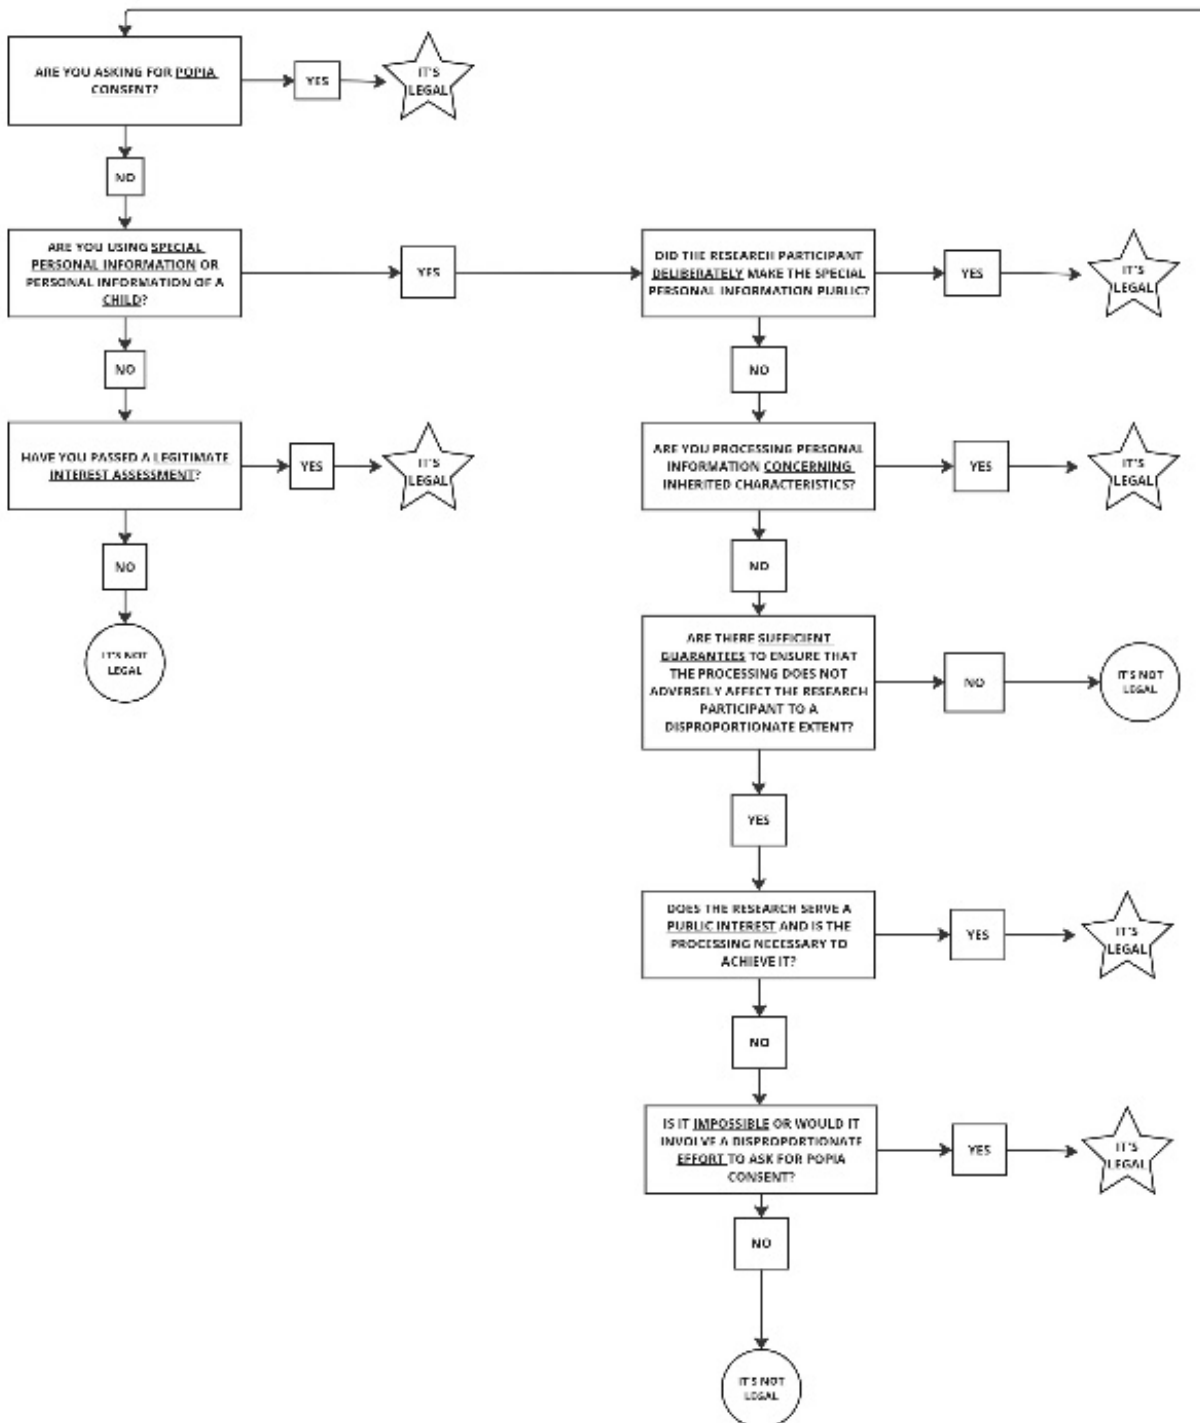 ARE YOU ASKING FOR POPIA
CONSENT?
YES
IT'S
LEGAL
NO
ARE YOU USING SPECIAL
PERSONAL INFORMATION OR
PERSONAL INFORMATION OF A
CHILD?
YES
DID THE RESEARCH PARTICIPANT
DELIBERATELY MAKE THE SPECIAL
PERSONAL INFORMATION PUBLIC?
YES
IT'S
LEGAL
NO
NO
HAVE YOU PASSED A LEGITIMATE
INTEREST ASSESSMENT?
YES
IT'S
LEGAL
ARE YOU PROCESSING PERSONAL
INFORMATION CONCERNING
INHERITED CHARACTERISTICS?
YES
IT'S
LEGAL
NO
NO
IT'S NOT
LEGAL
ARE THERE SUFFICIENT
GUARANTEES TO ENSURE THAT
THE PROCESSING DOES NOT
ADVERSELY AFFECT THE RESEARCH
PARTICIPANT TO A
DISPROPORTIONATE EXTENT?
NO
IT'S NOT
LEGAL
YES
DOES THE RESEARCH SERVE A
PUBLIC INTEREST AND IS THE
PROCESSING NECESSARY TO
ACHIEVE IT?
YES
IT'S
LEGAL
NO
IS IT IMPOSSIBLE OR WOULD IT
INVOLVE A DISPROPORTIONATE
EFFORT TO ASK FOR POPIA
CONSENT?
YES
IT'S
LEGAL
NO
IT'S NOT
LEGAL